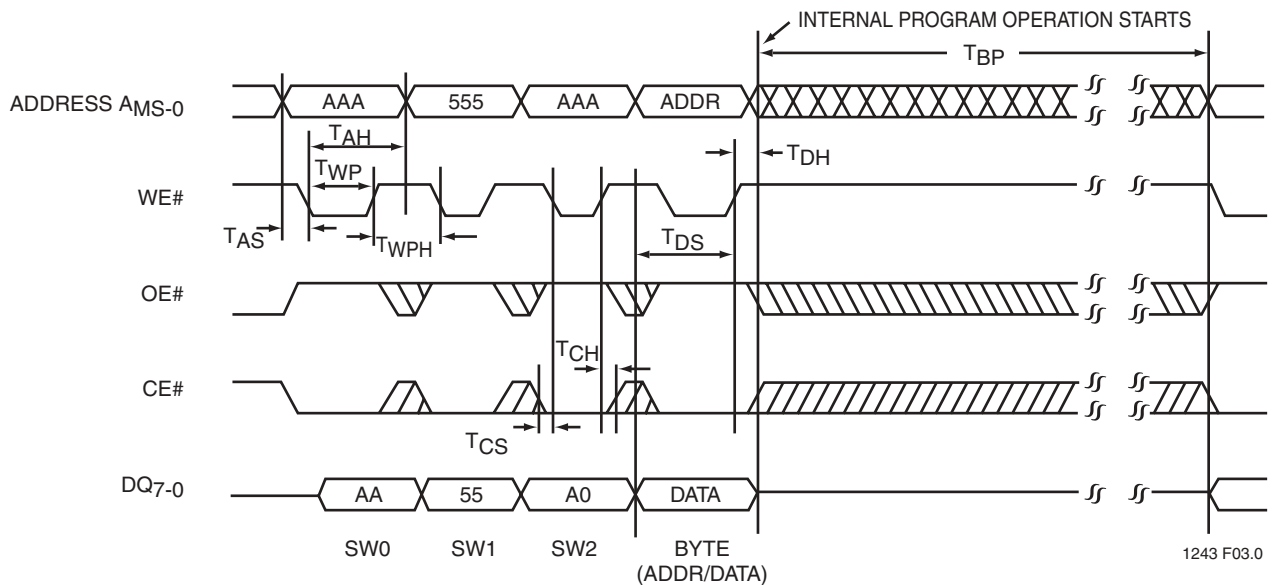 INTERNAL PROGRAM OPERATION STARTS
TBP
ADDRESS AMS-0
AAA
555
AAA
ADDR
TAH
TDH
TWP
WE#
TAS
TWPH
TDS
OE#
TCH
CE#
TCS
DQ7-0
AA
55
A0
DATA
SW0
SW1
SW2
BYTE
(ADDR/DATA)
1243 F03.0